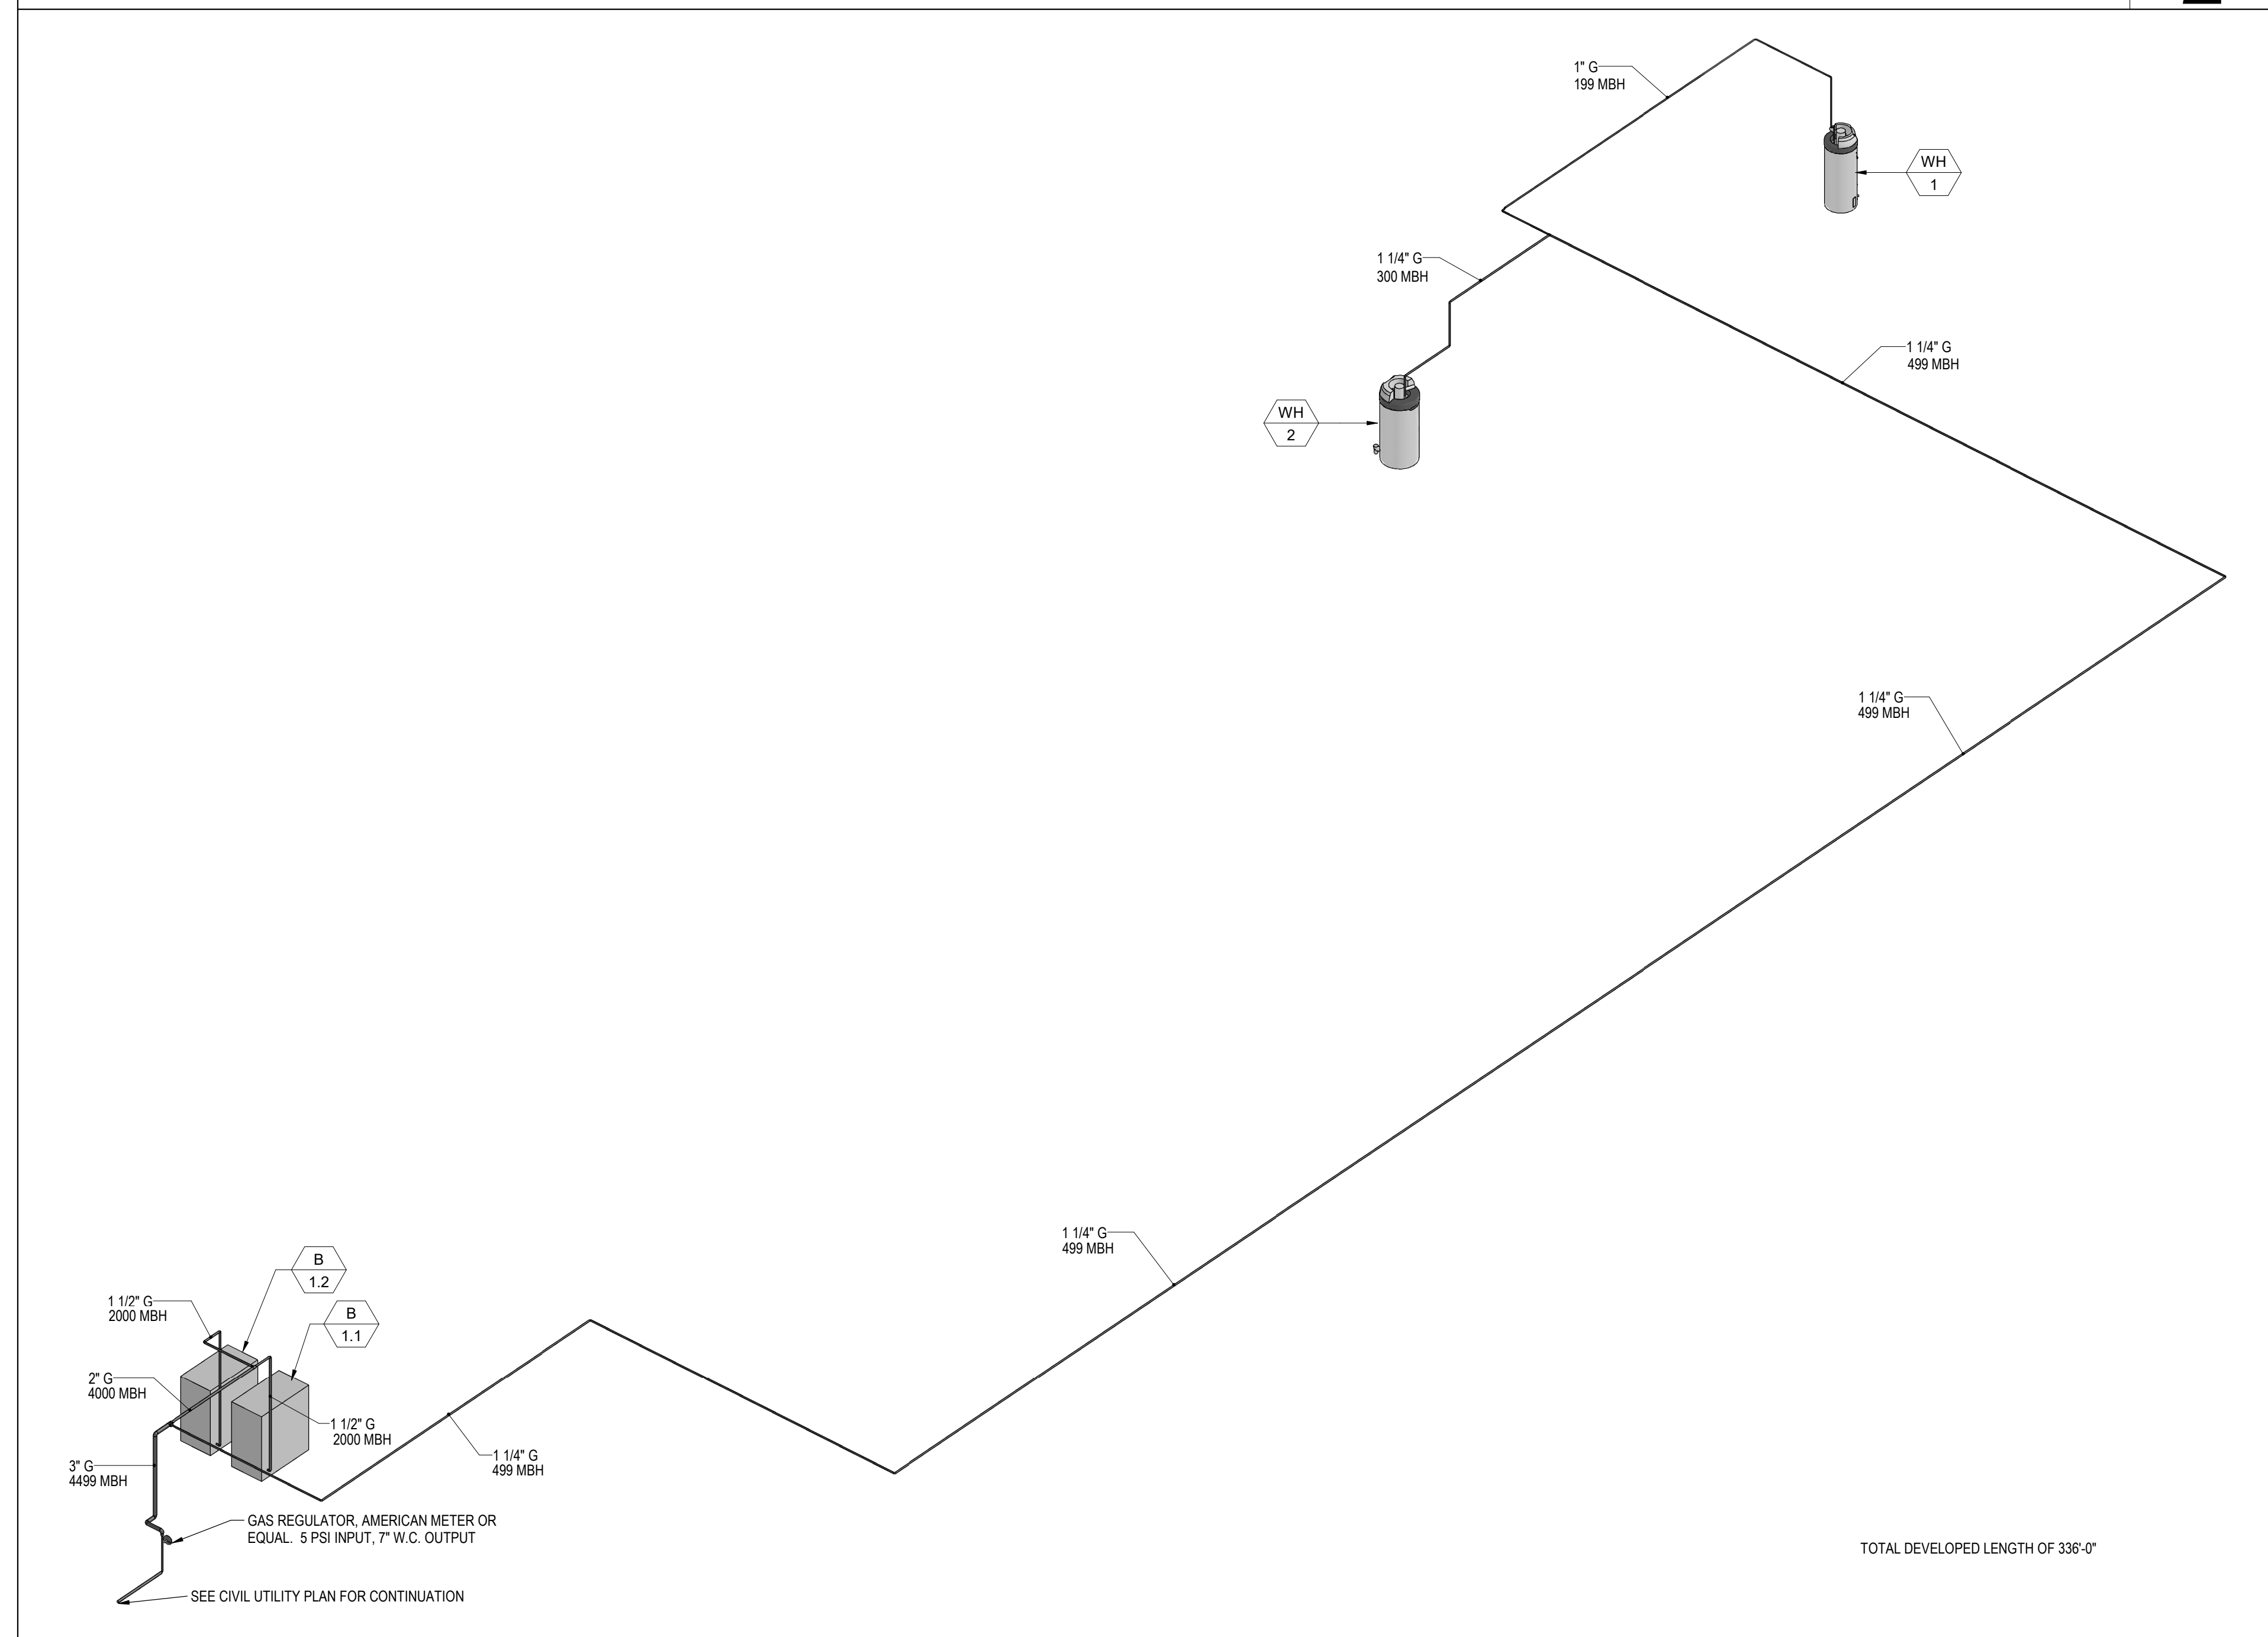 1" G
199 MBH
WH
1
1 1/4" G
300 MBH
1 1/4" G
499 MBH
WH
2
1 1/4" G
499 MBH
1 1/4" G
499 MBH
B
1.2
1 1/2" G
2000 MBH
B
1.1
2" G
4000 MBH
1 1/2" G
2000 MBH
1 1/4" G
499 MBH
3" G
4499 MBH
GAS REGULATOR, AMERICAN METER OR
EQUAL. 5 PSI INPUT, 7" W.C. OUTPUT
TOTAL DEVELOPED LENGTH OF 336'-0"
SEE CIVIL UTILITY PLAN FOR CONTINUATION